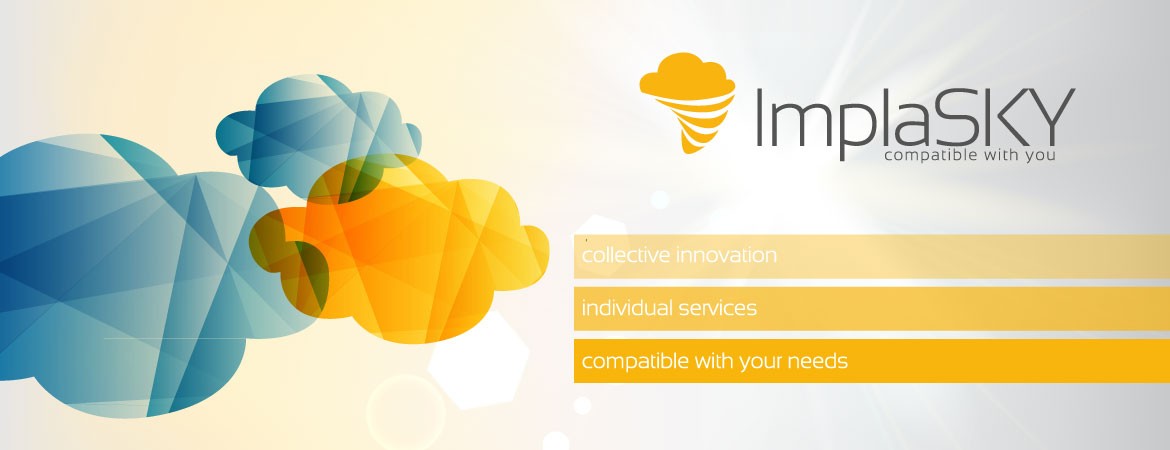 ImplaSKY
compatible with you
collective innovation
individual services
compatible with your needs